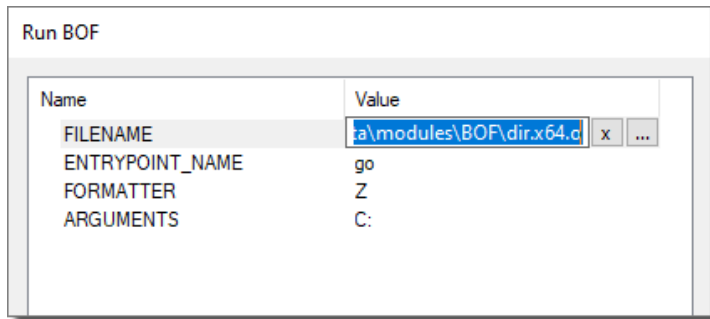 Run BOF
Name Value
FILENAME :a\modules\BOF\dir.x64.o x ...
ENTRYPOINT_NAME go
FORMATTER Z
ARGUMENTS C: